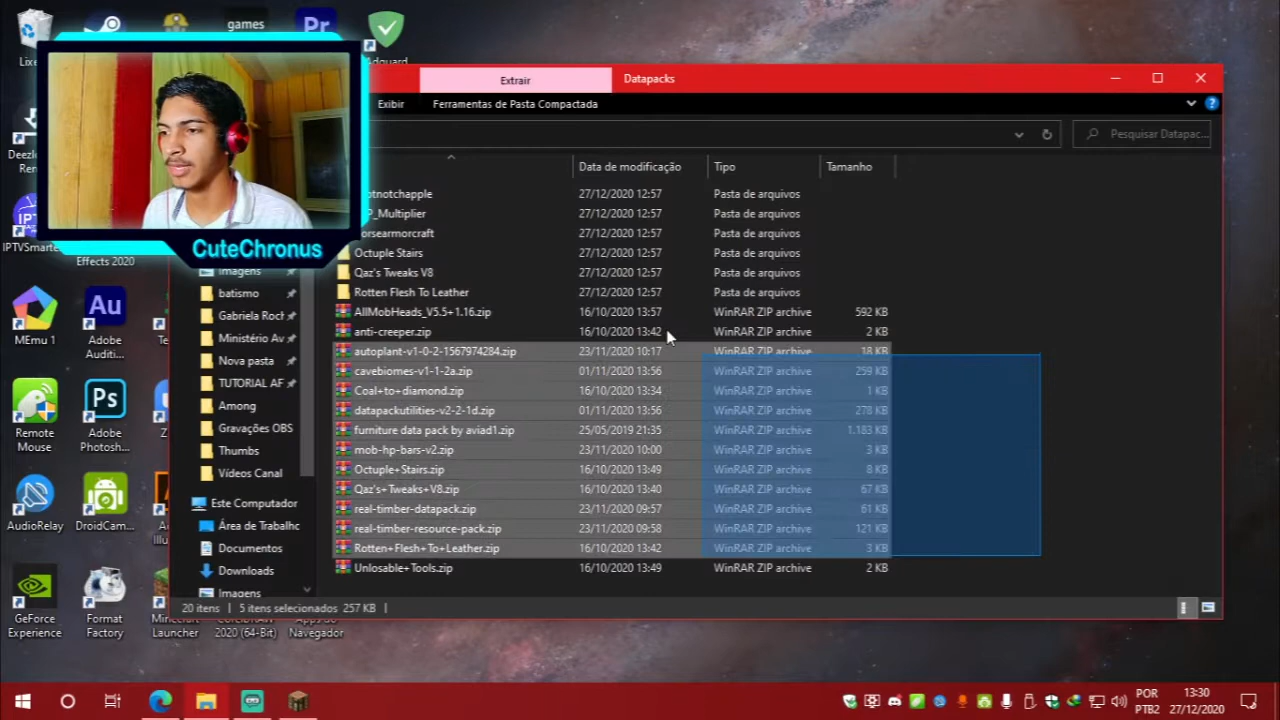 games
Lixe
Adguard
Extrair
Datapacks
Exibir
Ferramentas de Pasta Compactada
Pesquisar Datapac...
Data de modificação
Tipo
Tamanho
otnotchapple 27/12/2020 12:57 Pasta de arquivos
P_Multiplier 27/12/2020 12:57 Pasta de arquivos
orsearmorcraft 27/12/2020 12:57 Pasta de arquivos
Octuple Stairs 27/12/2020 12:57 Pasta de arquivos
Qaz's Tweaks V8 27/12/2020 12:57 Pasta de arquivos
Rotten Flesh To Leather 27/12/2020 12:57 Pasta de arquivos
AllMobHeads_V5.5+1.16.zip 16/10/2020 13:57 WinRAR ZIP archive 592 KB
anti-creeper.zip 16/10/2020 13:42 WinRAR ZIP archive 2 KB
autoplant-v1-0-2-1567974284.zip 23/11/2020 10:17 WinRAR ZIP archive 18 KB
cavebiomes-v1-1-2a.zip 01/11/2020 13:56 WinRAR ZIP archive 259 KB
Coal+to+diamond.zip 16/10/2020 13:34 WinRAR ZIP archive 1 KB
datapackutilities-v2-2-1d.zip 01/11/2020 13:56 WinRAR ZIP archive 278 KB
furniture data pack by aviad1.zip 25/05/2019 21:35 WinRAR ZIP archive 1.183 KB
mob-hp-bars-v2.zip 23/11/2020 10:00 WinRAR ZIP archive 3 KB
Octuple+Stairs.zip 16/10/2020 13:49 WinRAR ZIP archive 8 KB
Qaz's+Tweaks+V8.zip 16/10/2020 13:40 WinRAR ZIP archive 67 KB
real-timber-datapack.zip 23/11/2020 09:57 WinRAR ZIP archive 61 KB
real-timber-resource-pack.zip 23/11/2020 09:58 WinRAR ZIP archive 121 KB
Rotten+Flesh+To+Leather.zip 16/10/2020 13:42 WinRAR ZIP archive 3 KB
Unlosable+Tools.zip 16/10/2020 13:49 WinRAR ZIP archive 2 KB
20 itens | 5 itens selecionados 257 KB |
CuteChronus
Imagens
batismo
Gabriela Roch
Ministério Av
Nova pasta
TUTORIAL AF
Among
Gravações OBS
Thumbs
Vídeos Canal
Este Computador
Área de Trabalhc
Documentos
Downloads
Imagens
Deezlo
Ren
IPTVSmarte
Effects 2020
MEmu 1
Adobe
Auditi...
Au
Remote
Mouse
Adobe
Photosh...
Ps
AudioRelay
DroidCam...
GeForce
Experience
Format
Factory
Minecraft
Launcher
CorelDRAW
2020 (64-Bit)
Apps do
Navegador
Pr
POR
PTB2
13:30
27/12/2020